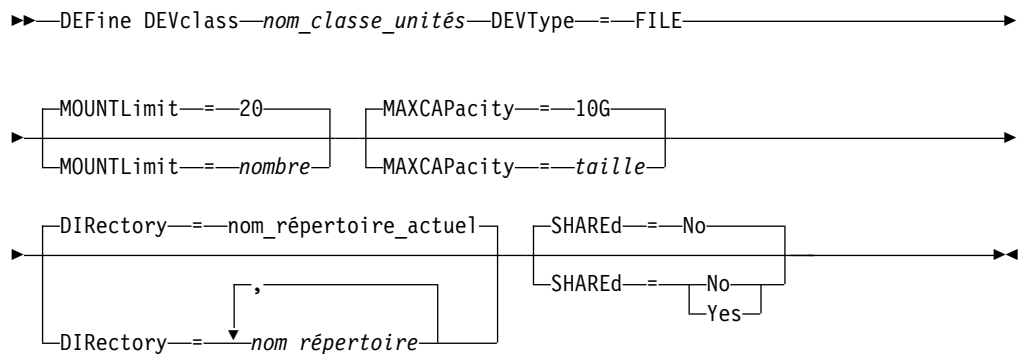 DEFine DEVclass nom_classe_unités DEVType = FILE
MOUNTLimit = 20 MAXCAPacity = 10G
MOUNTLimit = nombre MAXCAPacity = taille
DIRectory = nom_répertoire_actuel SHAREd = No
SHAREd = No
Yes
,
DIRectory = nom répertoire